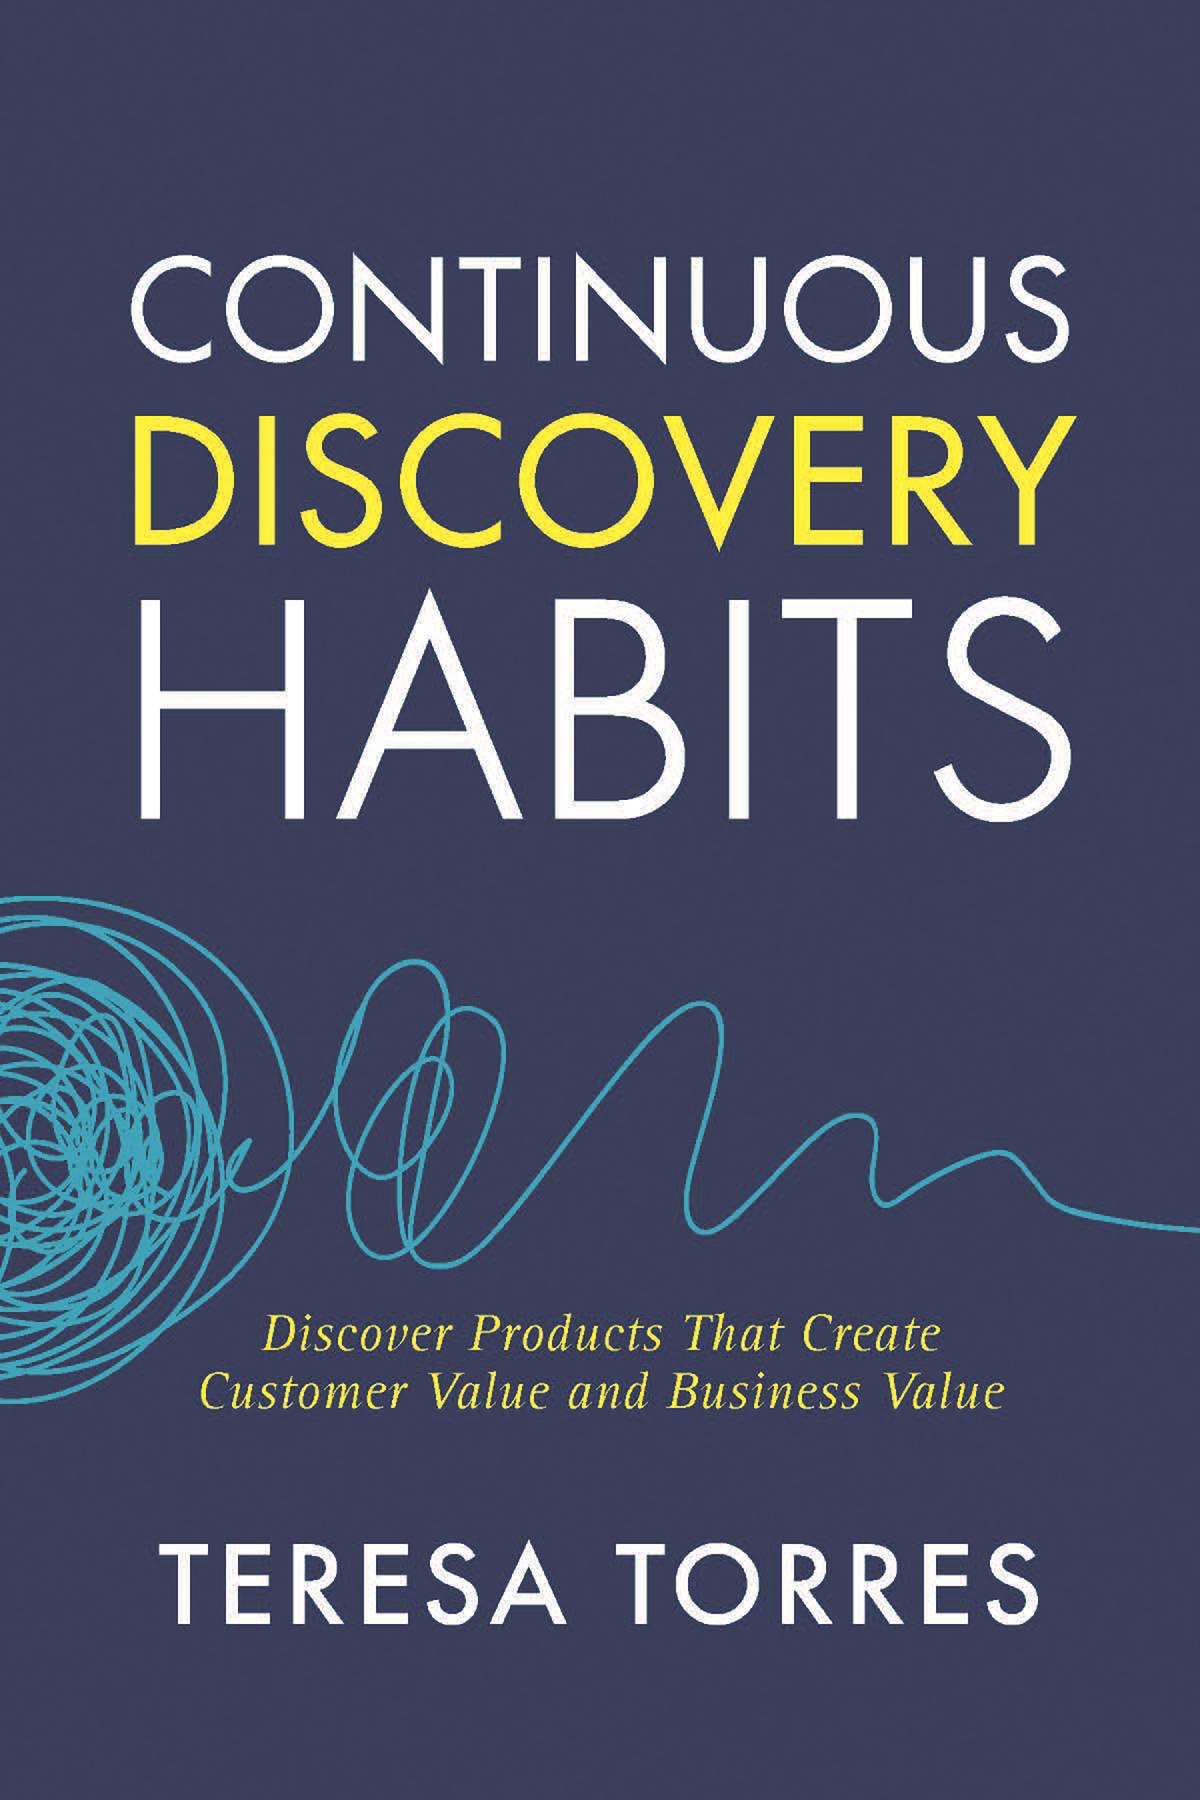 CONTINUOUS
DISCOVERY
HABITS
Discover Products That Create
Customer Value and Business Value
TERESA TORRES